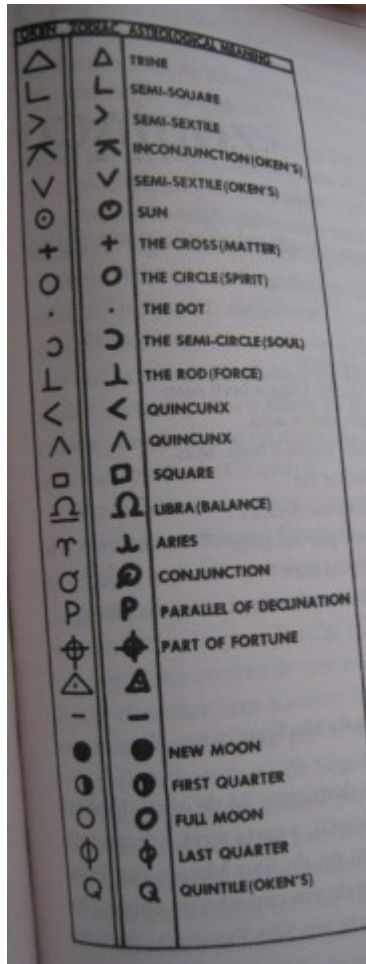 OKEN ZODIAC ASTROLOGICAL MEANING
TRINE
SEMI-SQUARE
SEMI-SEXTILE
INCONJUNCTION (OKEN'S)
SEMI-SEXTILE (OKEN'S)
SUN
THE CROSS (MATTER)
THE CIRCLE (SPIRIT)
THE DOT
THE SEMI-CIRCLE (SOUL)
THE ROD (FORCE)
QUINCUNX
QUINCUNX
SQUARE
LIBRA (BALANCE)
ARIES
CONJUNCTION
P P PARALLEL OF DECLINATION
PART OF FORTUNE
NEW MOON
FIRST QUARTER
FULL MOON
LAST QUARTER
Q Q QUINTILE (OKEN'S)